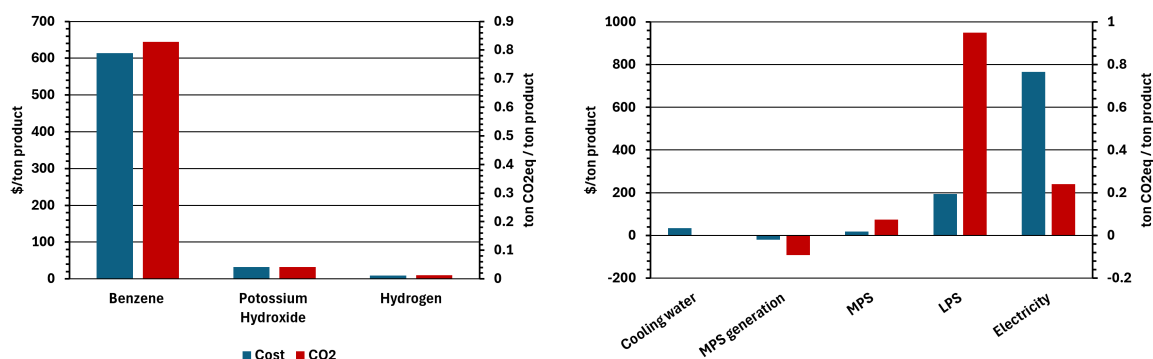 700
600
500
400
300
200
100
0
$/ton product
0.9
0.8
0.7
0.6
0.5
0.4
0.3
0.2
0.1
0
ton CO2eq / ton product
Benzene
Potossium
Hydroxide
Hydrogen
Cost CO2
1000
800
600
400
200
0
-200
$/ton product
1
0.8
0.6
0.4
0.2
0
-0.2
ton CO2eq / ton product
Cooling water
MPS generation
MPS
LPS
Electricity